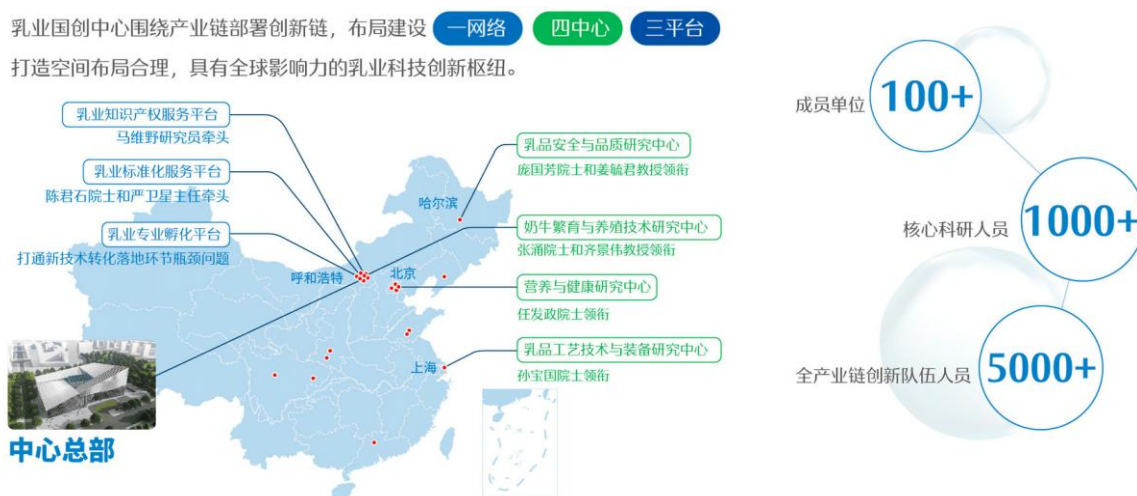 乳业国创中心围绕产业链部署创新链，布局建设 一网络 四中心 三平台
打造空间布局合理，具有全球影响力的乳业科技创新枢纽。
乳业知识产权服务平台
马维野研究员牵头
乳业标准化服务平台
陈君石院士和严卫星主任牵头
乳业专业孵化平台
打通新技术转化落地环节瓶颈问题
呼和浩特
北京
哈尔滨
上海
乳品安全与品质研究中心
庞国芳院士和姜毓君教授领衔
奶牛繁育与养殖技术研究中心
张涌院士和齐景伟教授领衔
营养与健康研究中心
任发政院士领衔
乳品工艺技术与装备研究中心
孙宝国院士领衔
中心总部
成员单位 100+
核心科研人员 1000+
全产业链创新队伍人员 5000+